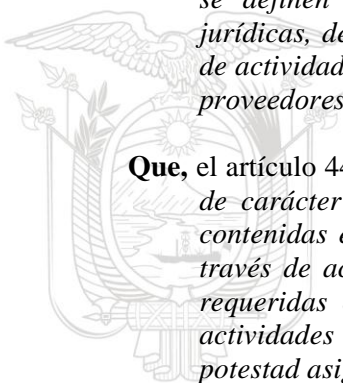 se definen
jurídicas, de
de actividad
proveedores
Que, el artículo 44
de carácter
contenidas e
través de ac
requeridas
actividades
potestad asig